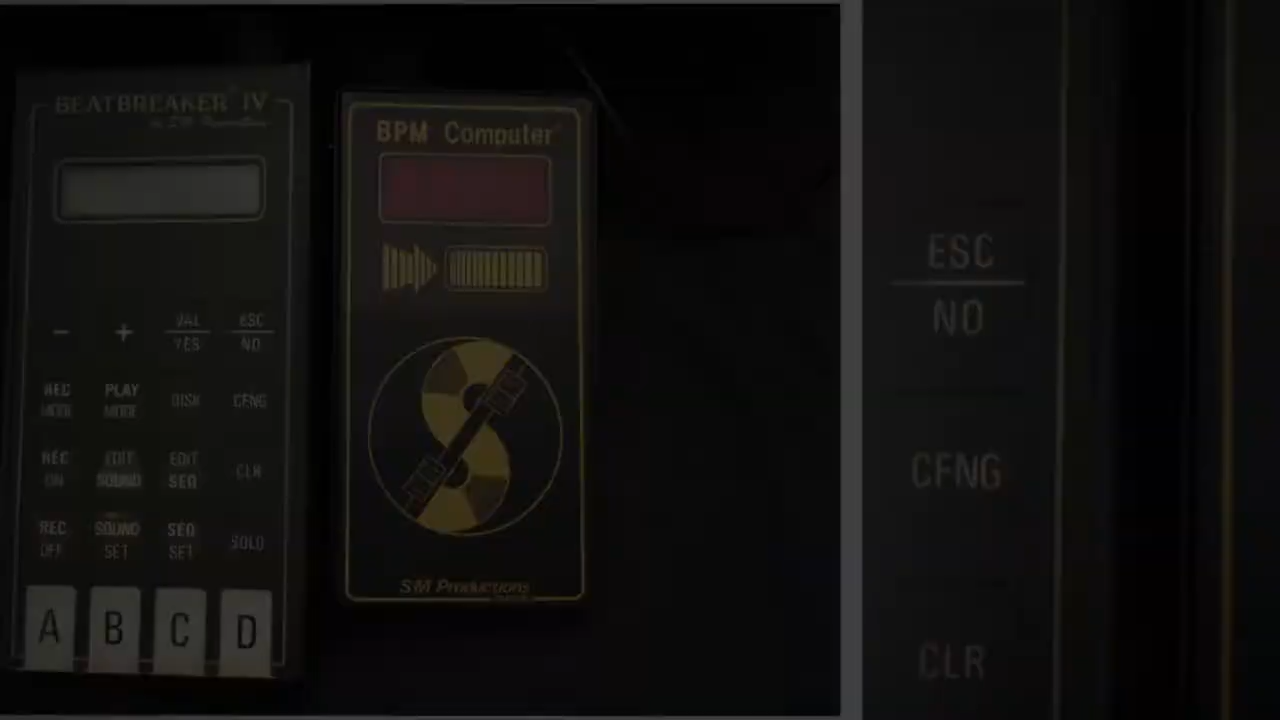 BEATBREAKER IV
BPM Computer
-
+
VAL
YES
ESC
NO
REC
MODE
PLAY
MODE
DISK
CFNG
REC
ON
EDIT
SOUND
EDIT
SEQ
CLR
REC
OFF
SOUND
SET
SEQ
SET
SOLO
A
B
C
D
SM Productions
ESC
NO
CFNG
CLR